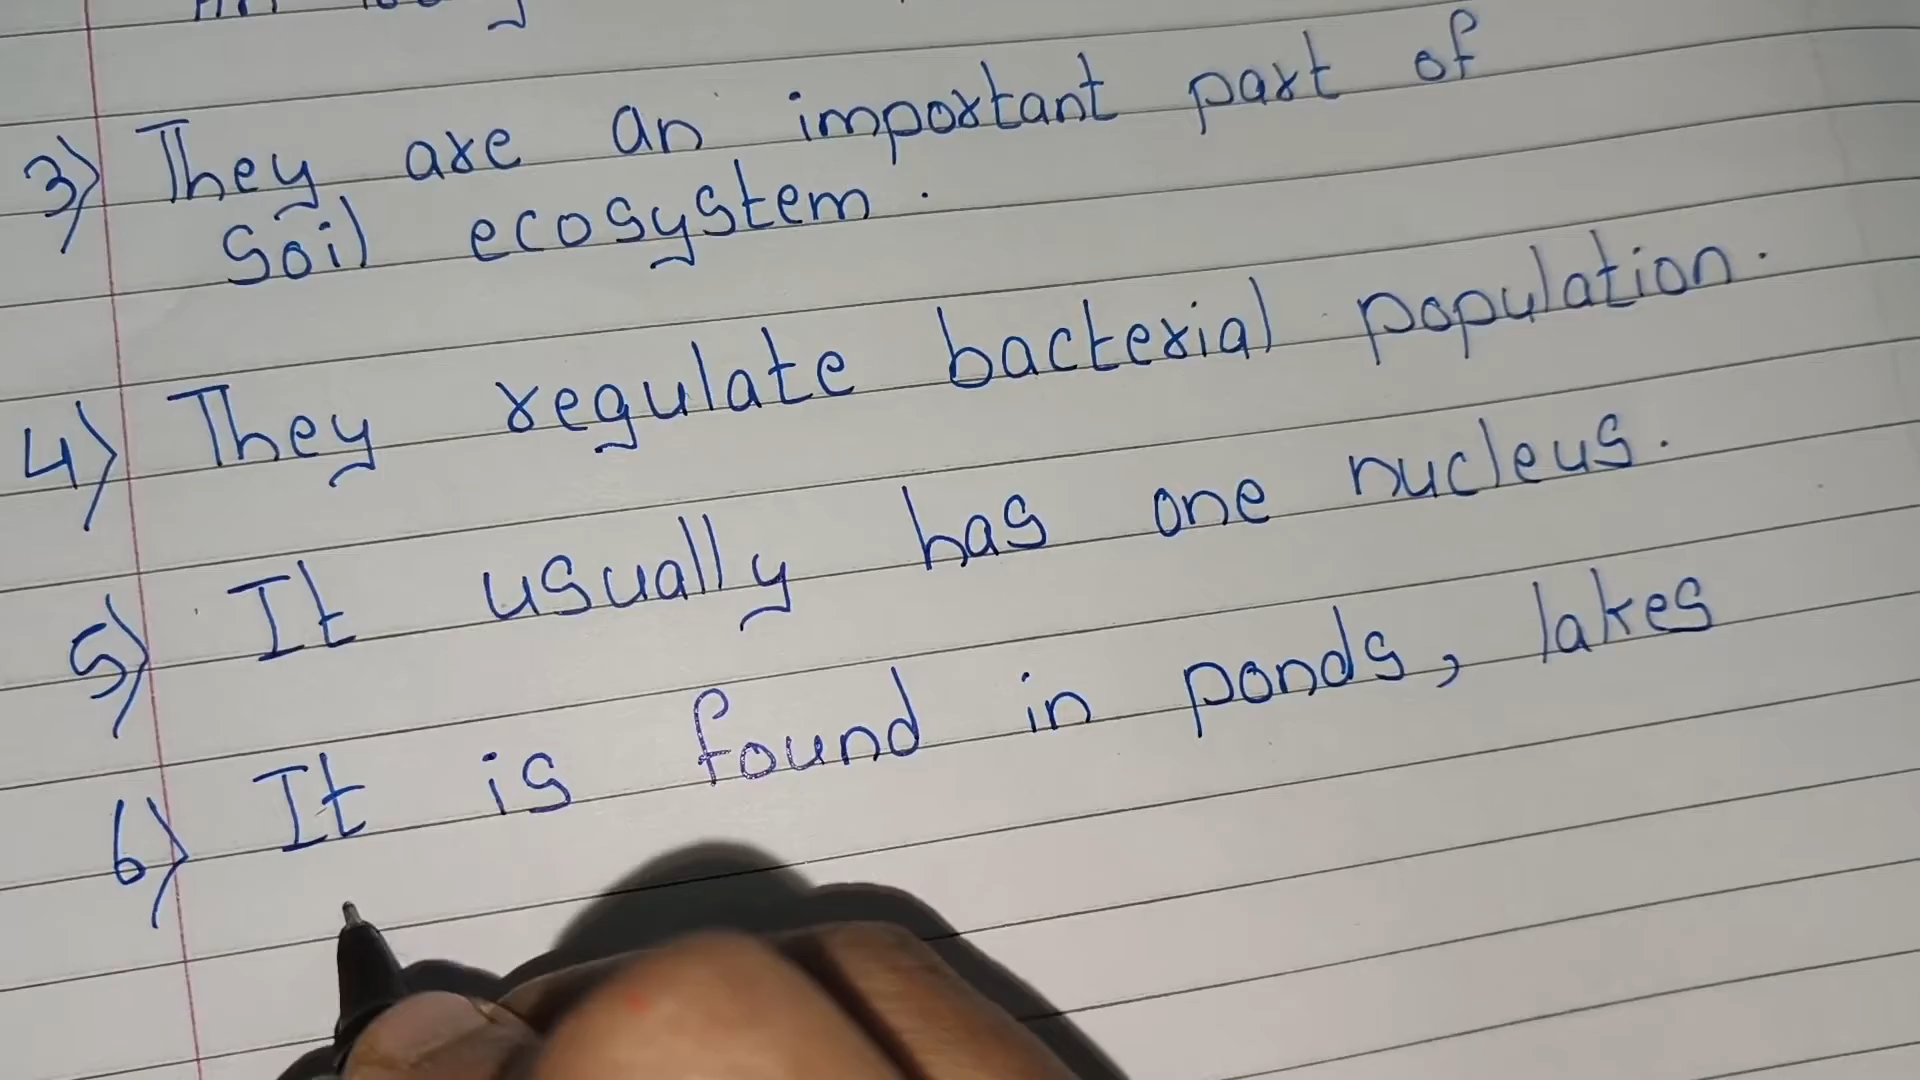 3) They are an important part of
soil ecosystem.
4) They regulate bacterial population.
5) It usually has one nucleus.
6) It is found in ponds, lakes